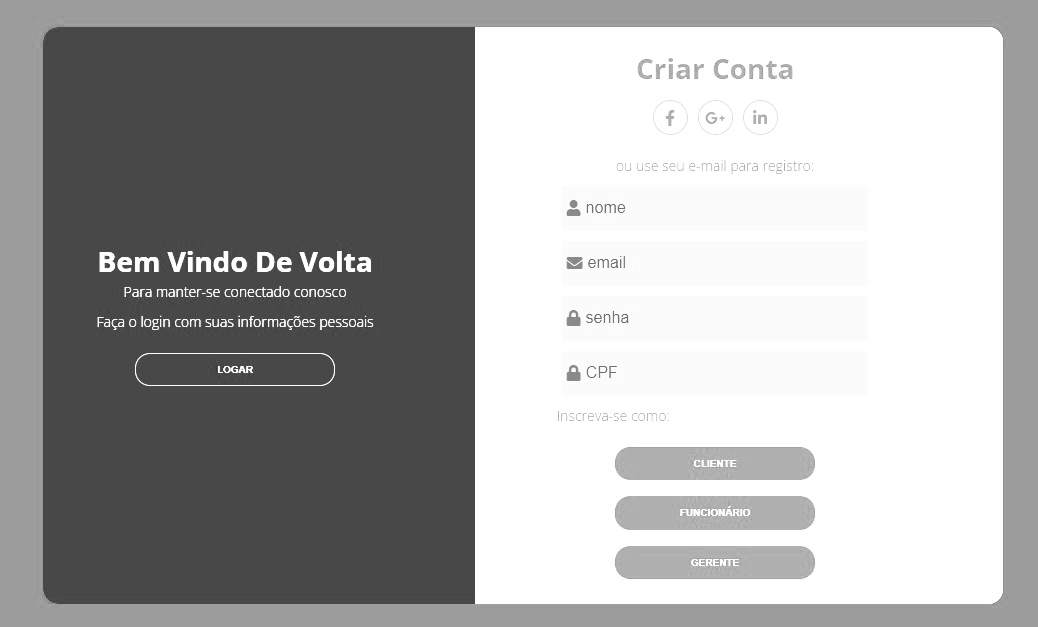 Bem Vindo De Volta
Para manter-se conectado conosco
Faça o login com suas informações pessoais
LOGAR
Criar Conta
f G+ in
ou use seu e-mail para registro:
nome
email
senha
CPF
Inscreva-se como:
CLIENTE
FUNCIONÁRIO
GERENTE